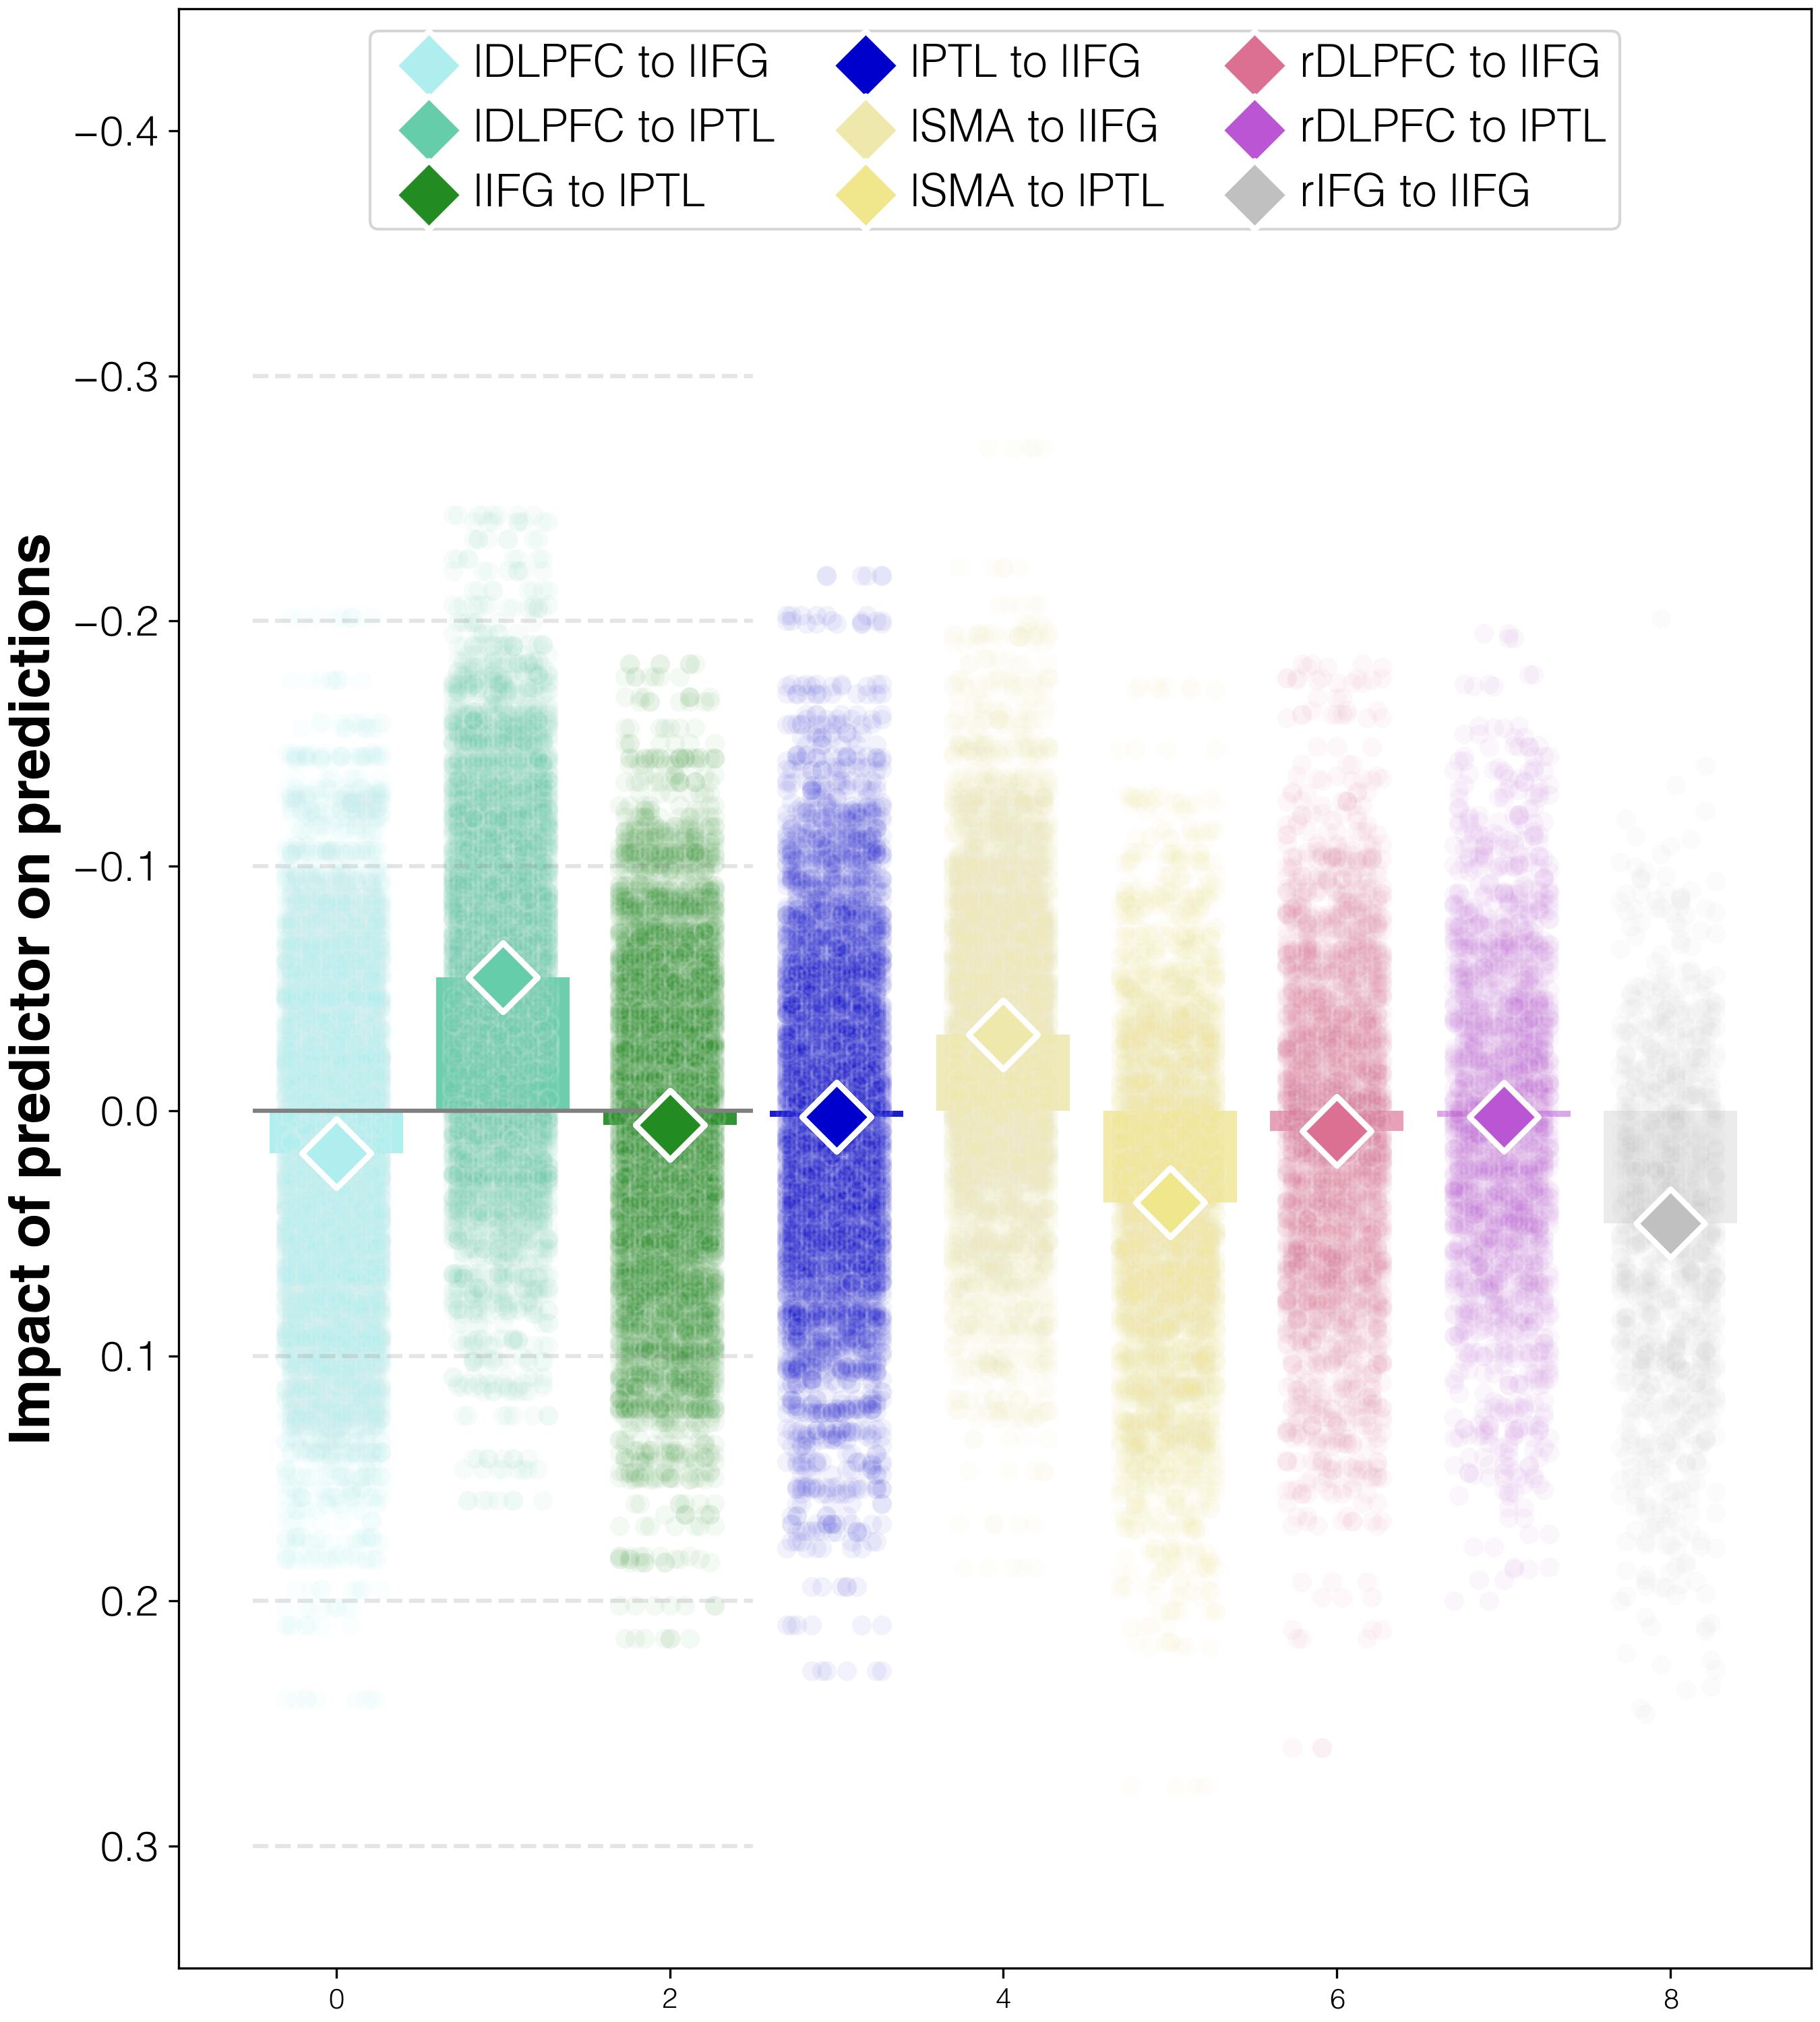 lDLPFC to lIFG
lDLPFC to lPTL
lIFG to lPTL
lPTL to lIFG
lSMA to lIFG
lSMA to lPTL
rDLPFC to lIFG
rDLPFC to lPTL
rIFG to lIFG
Impact of predictor on predictions
−0.4
−0.3
−0.2
−0.1
0.0
0.1
0.2
0.3
0 2 4 6 8